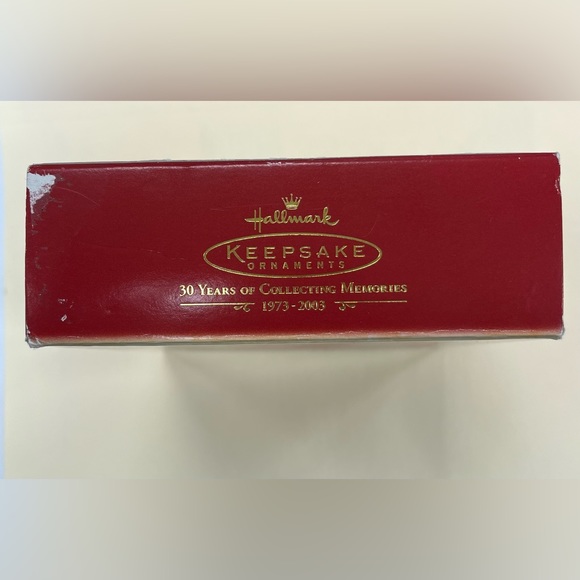 Hallmark
KEEPSAKE
ORNAMENTS
30 YEARS OF COLLECTING MEMORIES
1973-2003